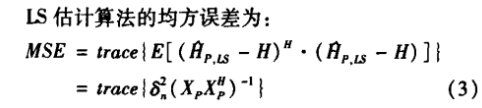 LS 估计算法的均方误差为：
MSE = trace{E[(Ĥ_{P,LS} − H)^H · (Ĥ_{P,LS} − H)]}
= trace{δ_n^2(X_P X_P^H)^{-1}} (3)